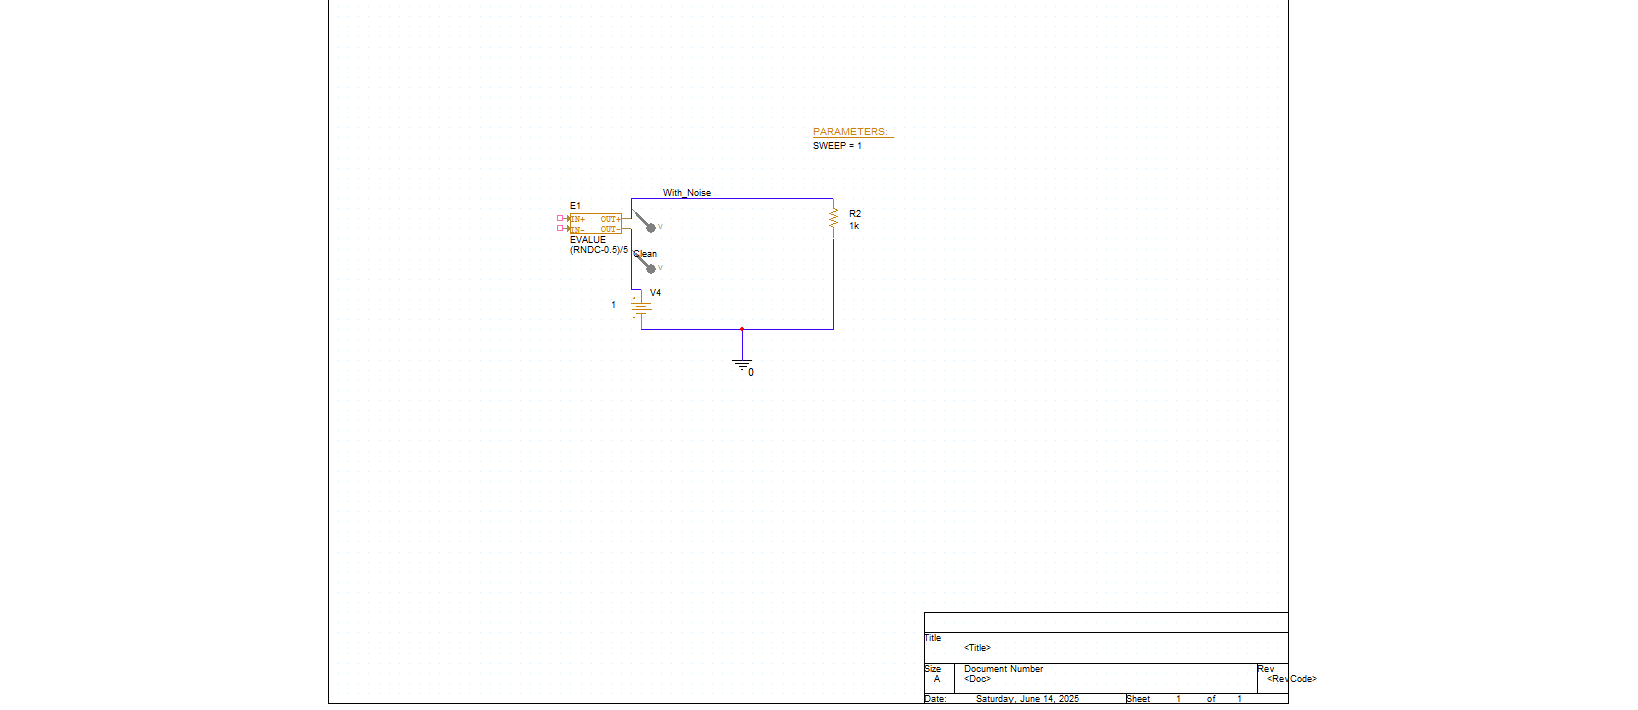 PARAMETERS:
SWEEP = 1
With_Noise
E1
IN+ OUT+
IN- OUT-
EVALUE
(RNDC-0.5)/5
V
R2
1k
Clean
V
V4
1
0
Title
<Title>
Size
A
Document Number
<Doc>
Rev
<RevCode>
Date: Saturday, June 14, 2025 Sheet 1 of 1